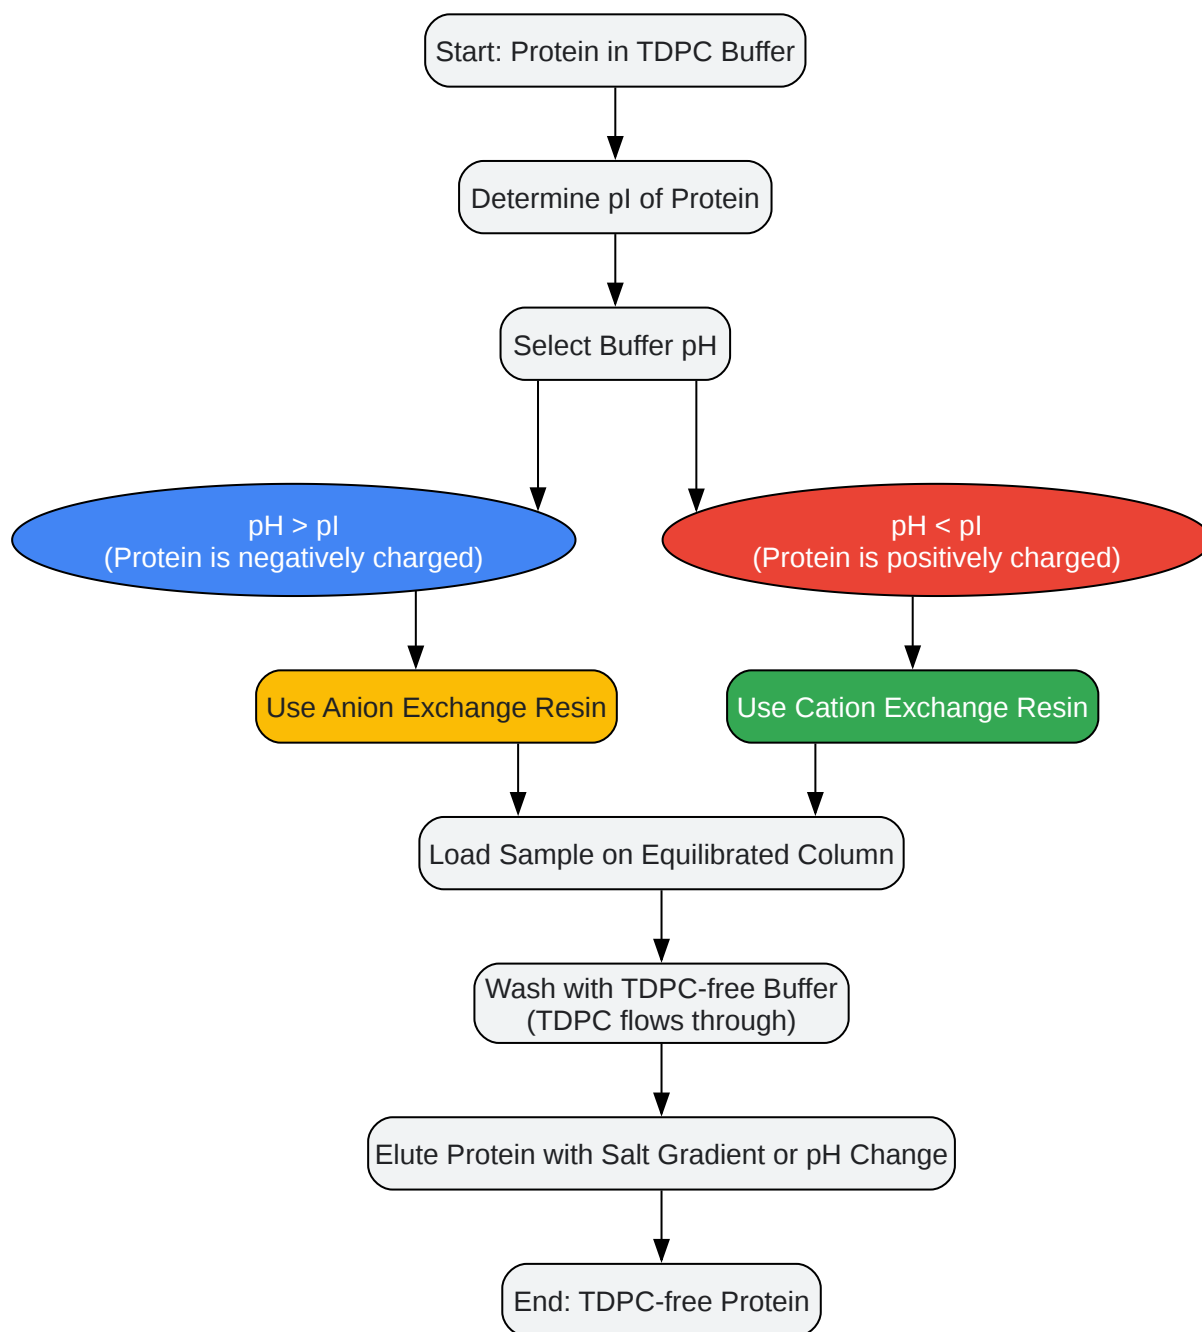 Start: Protein in TDPC Buffer
Determine pI of Protein
Select Buffer pH
pH > pI
(Protein is negatively charged)
pH < pI
(Protein is positively charged)
Use Anion Exchange Resin
Use Cation Exchange Resin
Load Sample on Equilibrated Column
Wash with TDPC-free Buffer
(TDPC flows through)
Elute Protein with Salt Gradient or pH Change
End: TDPC-free Protein